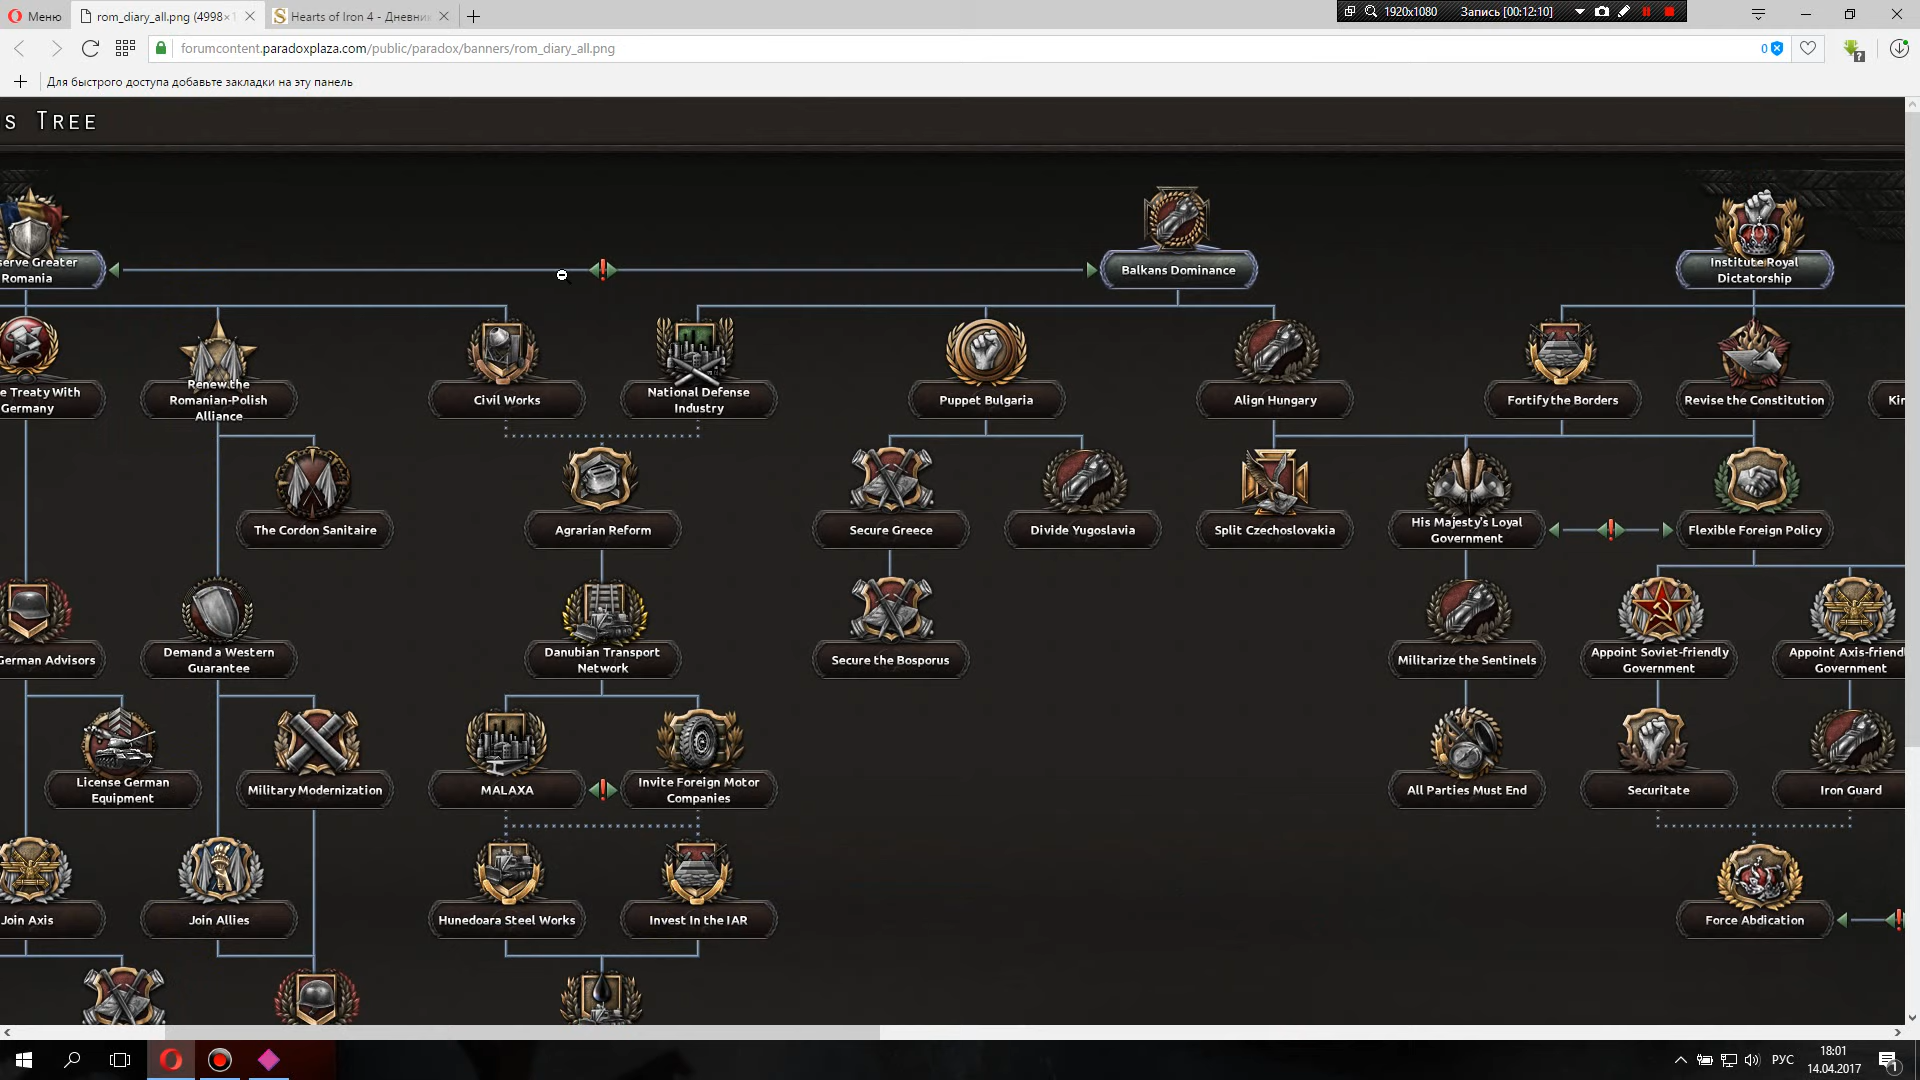 Меню
rom_diary_all.png (4998×1
Hearts of Iron 4 - Дневни
1920x1080
Запись [00:12:10]
forumcontent.paradoxplaza.com/public/paradox/banners/rom_diary_all.png
0
Для быстрого доступа добавьте закладки на эту панель
S TREE
serve Greater
Romania
Balkans Dominance
Institute Royal
Dictatorship
e Treaty With
Germany
Renew the
Romanian-Polish
Alliance
Civil Works
National Defense
Industry
Puppet Bulgaria
Align Hungary
Fortify the Borders
Revise the Constitution
Kin
The Cordon Sanitaire
Agrarian Reform
Secure Greece
Divide Yugoslavia
Split Czechoslovakia
His Majesty's Loyal
Government
Flexible Foreign Policy
German Advisors
Demand a Western
Guarantee
Danubian Transport
Network
Secure the Bosporus
Militarize the Sentinels
Appoint Soviet-friendly
Government
Appoint Axis-friend
Government
License German
Equipment
Military Modernization
MALAXA
Invite Foreign Motor
Companies
All Parties Must End
Securitate
Iron Guard
Join Axis
Join Allies
Hunedoara Steel Works
Invest In the IAR
Force Abdication
РУС
18:01
14.04.2017
1